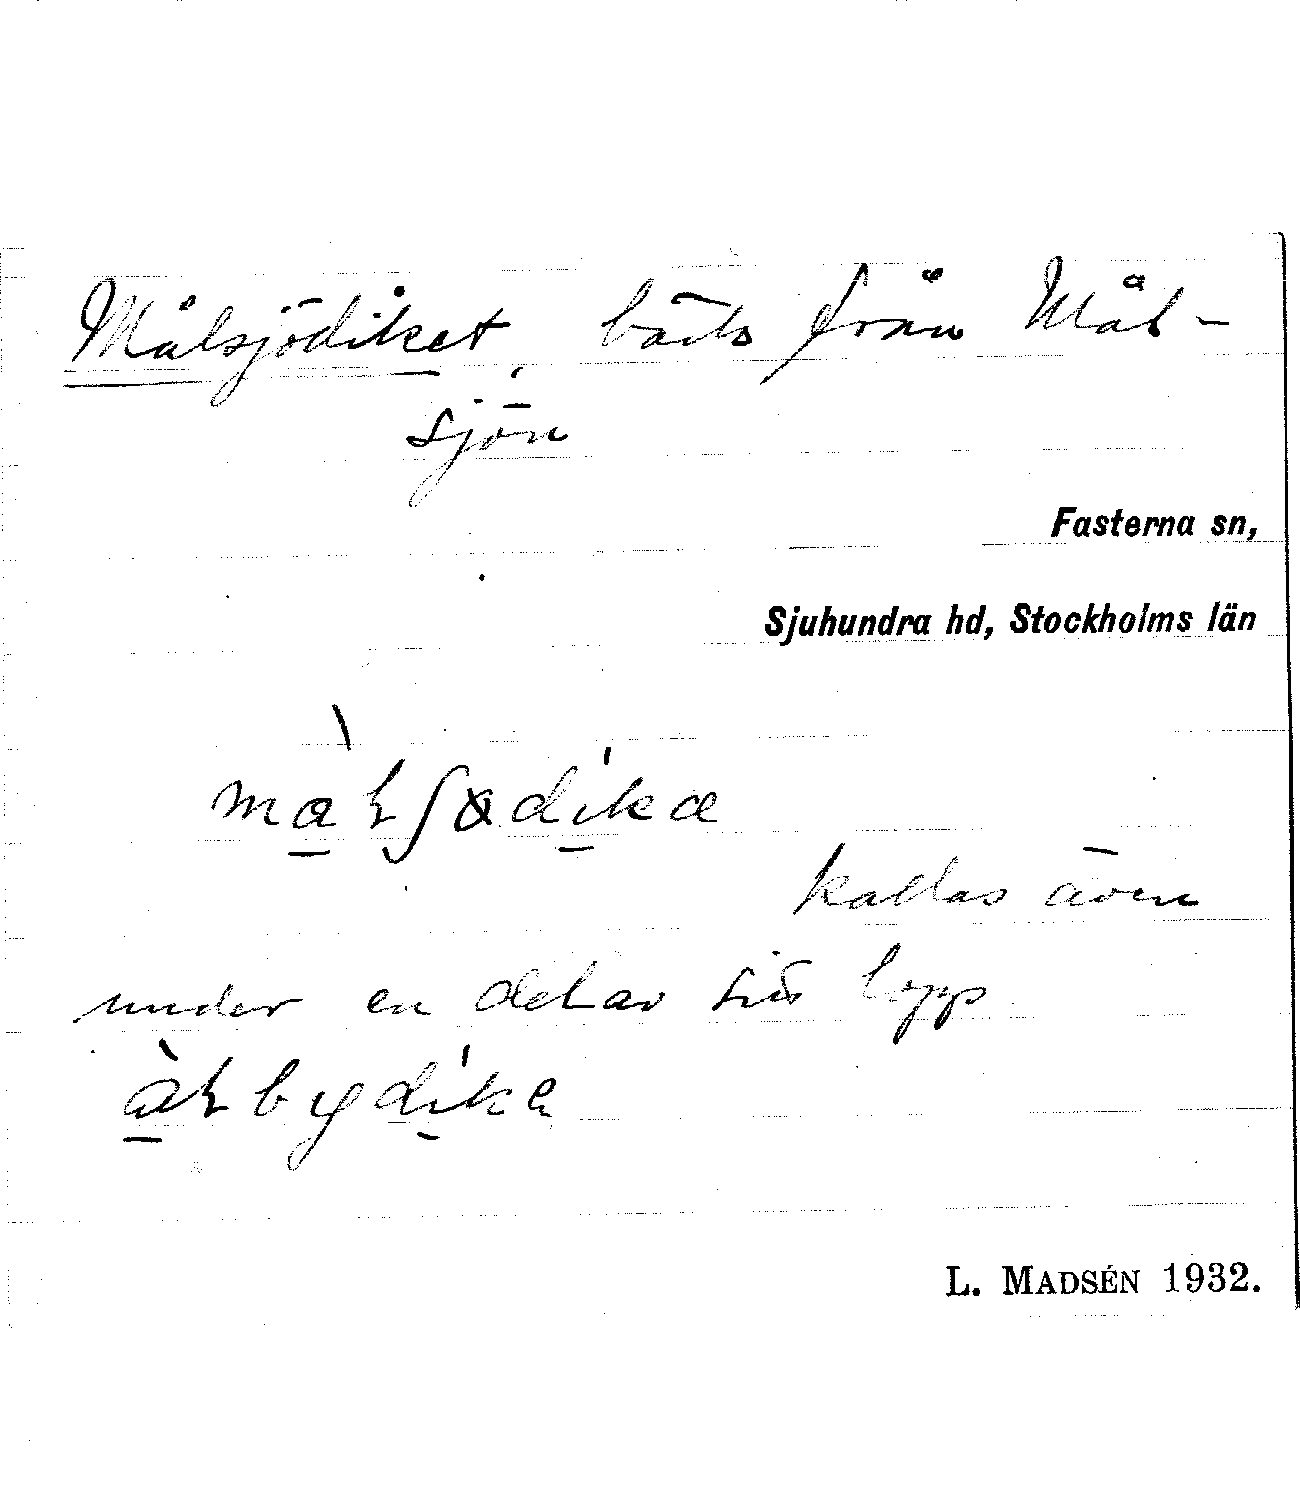 Målsjödiket, bäck från Mål-
sjön
Fasterna sn,
Sjuhundra hd, Stockholms län
kallas även
under en del av sitt lopp
L. MADSÉN 1932.